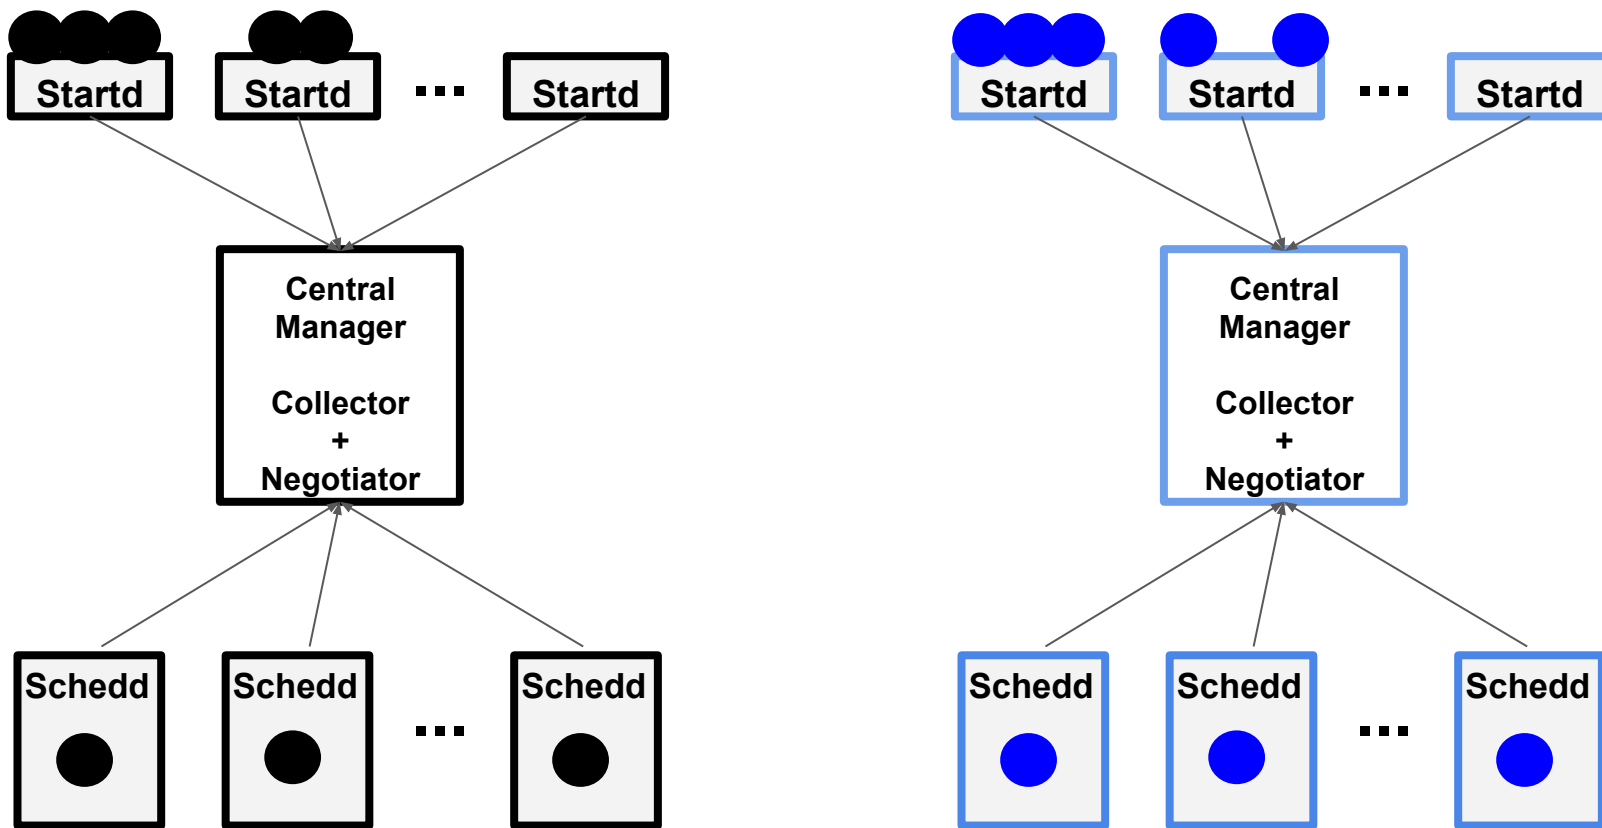 Startd
Startd
...
Startd
Central
Manager
Collector
+
Negotiator
Schedd
Schedd
...
Schedd
Startd
Startd
...
Startd
Central
Manager
Collector
+
Negotiator
Schedd
Schedd
...
Schedd